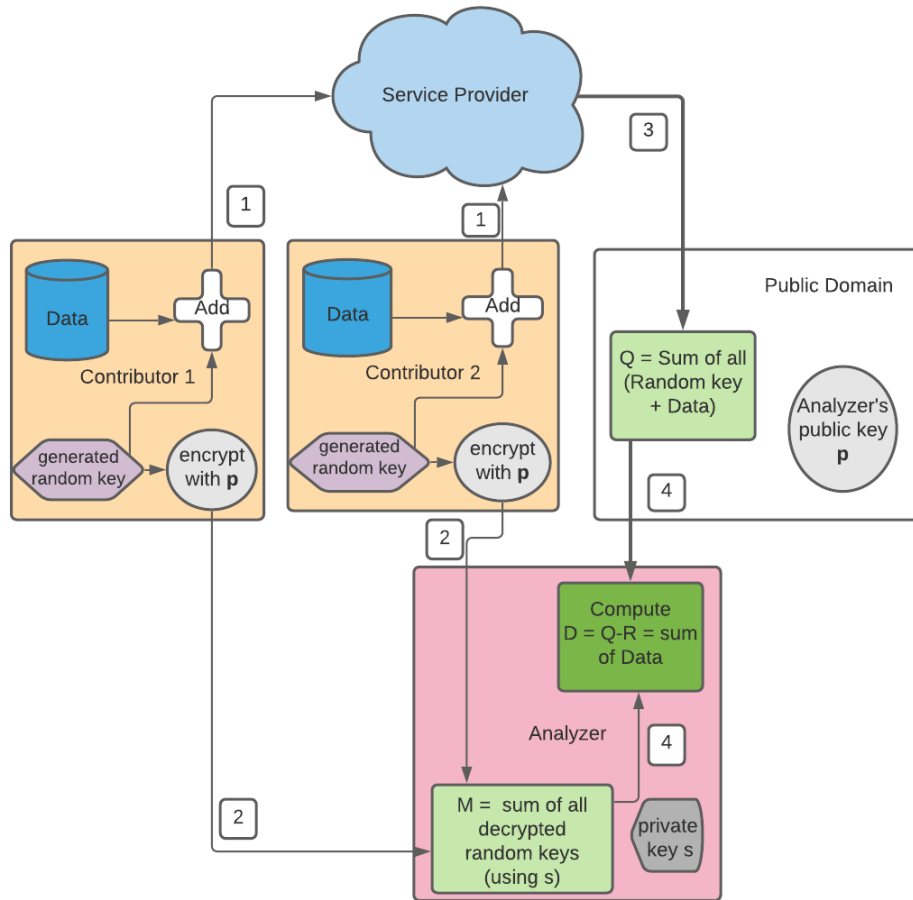 Service Provider
3
1
1
Data
Add
Contributor 1
generated
random key
encrypt
with p
Data
Add
Contributor 2
generated
random key
encrypt
with p
Public Domain
Q = Sum of all
(Random key
+ Data)
Analyzer's
public key
p
4
2
Compute
D = Q-R = sum
of Data
Analyzer
4
2
M = sum of all
decrypted
random keys
(using s)
private
key s